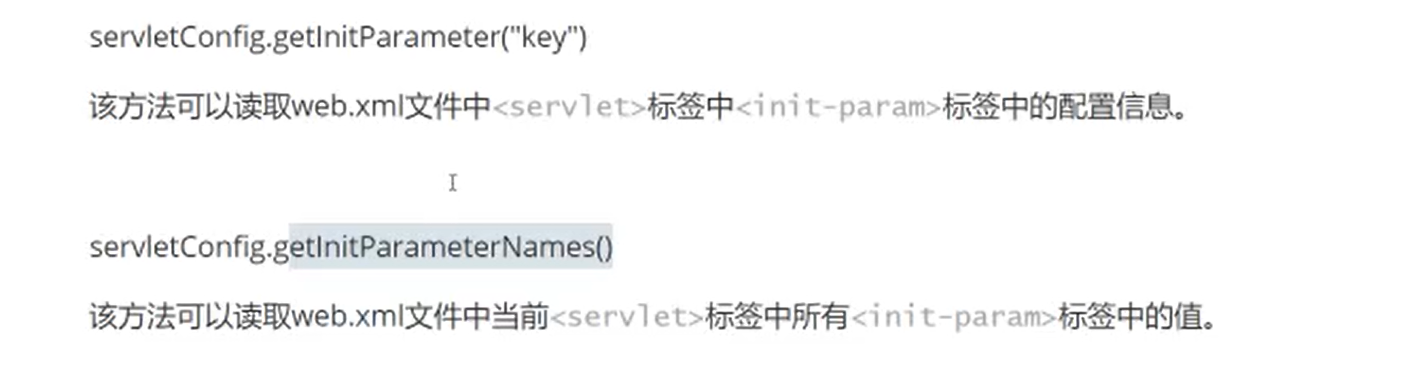 servletConfig.getInitParameter("key")
该方法可以读取web.xml文件中<servlet>标签中<init-param>标签中的配置信息。
servletConfig.getInitParameterNames()
该方法可以读取web.xml文件中当前<servlet>标签中所有<init-param>标签中的值。